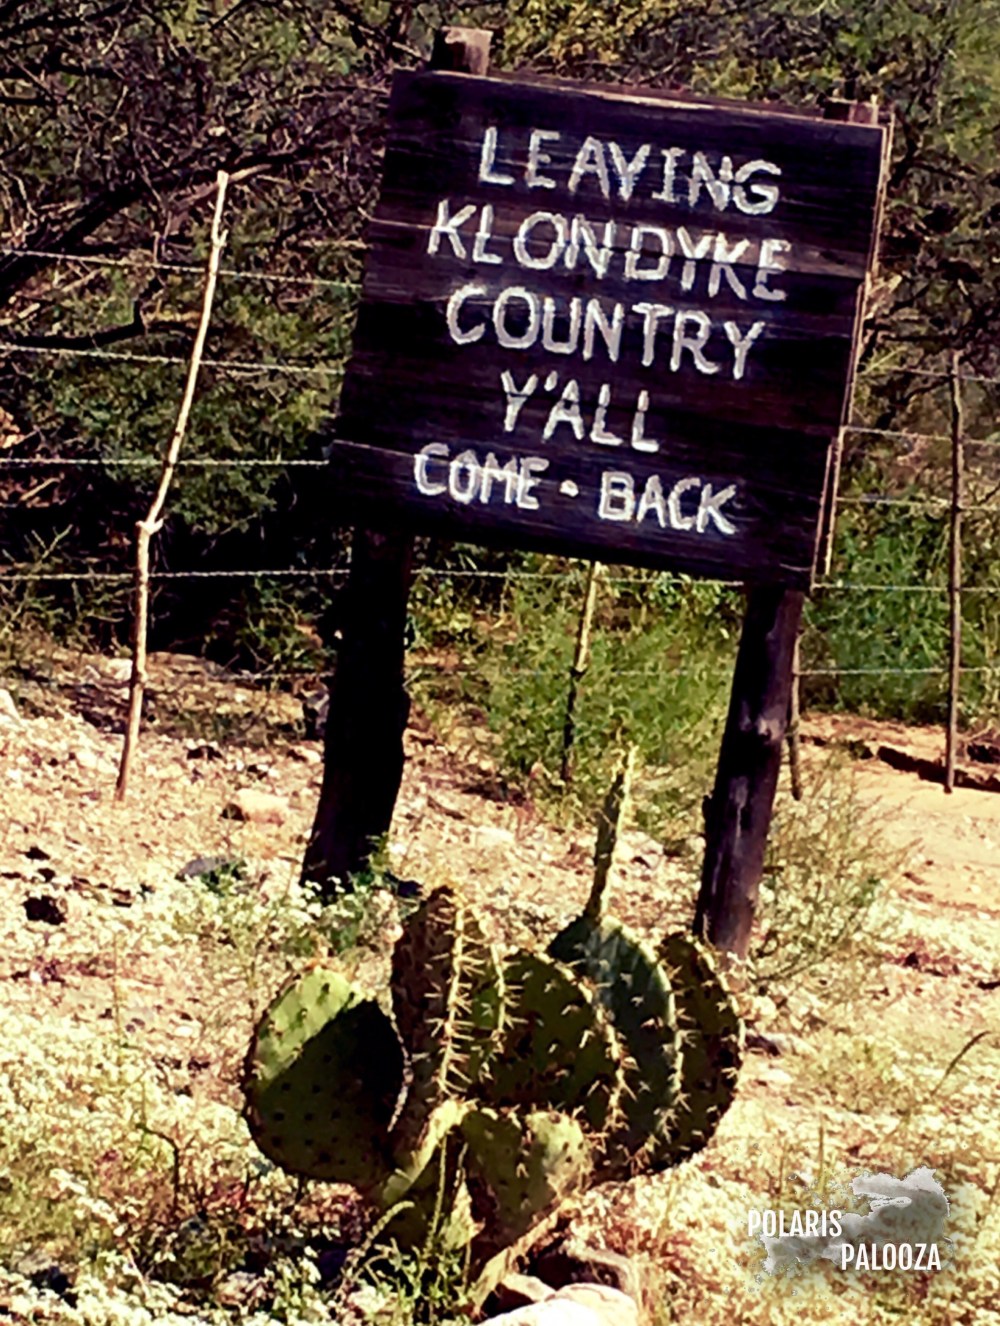 LEAVING
KLONDYKE
COUNTRY
Y'ALL
COME • BACK
POLARIS
PALOOZA